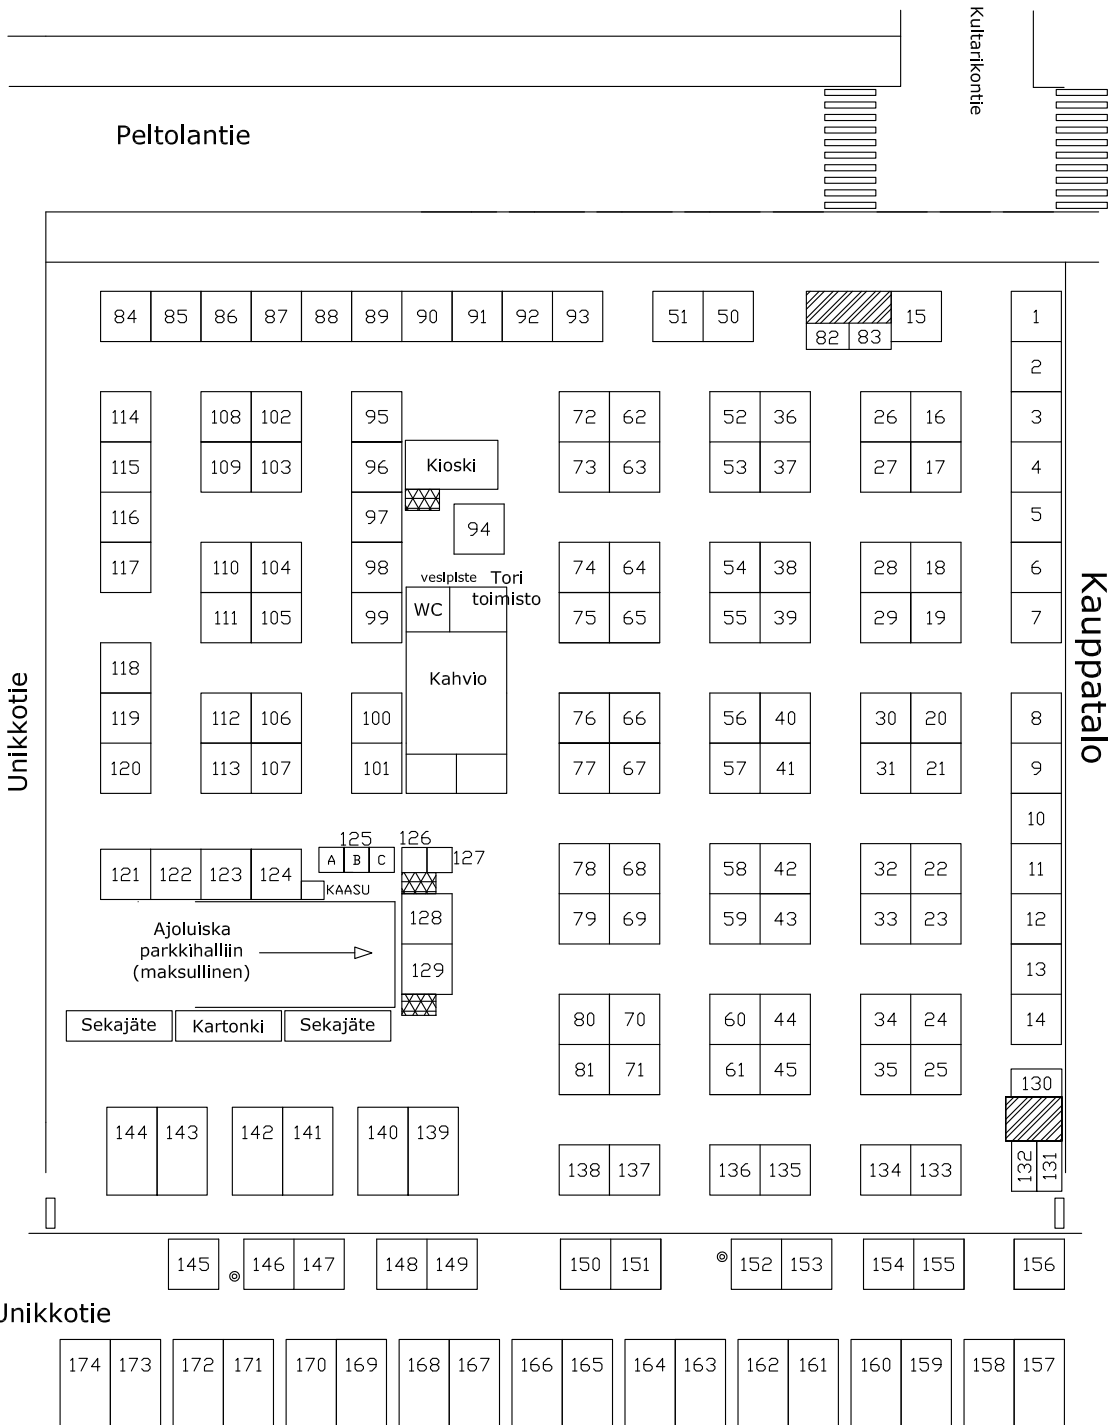 Kultarikontie
Peltolantie
84 85 86 87 88 89 90 91 92 93 51 50 15 1
82 83
2
114 108 102 95 72 62 52 36 26 16 3
115 109 103 96 Kioski 73 63 53 37 27 17 4
116 97 94 5
117 110 104 98 74 64 54 38 28 18 6
vesipiste Tori
toimisto
111 105 99 WC 75 65 55 39 29 19 7
Kauppatalo
118 Kahvio
Unikkotie
119 112 106 100 76 66 56 40 30 20 8
120 113 107 101 77 67 57 41 31 21 9
10
125 126
A B C 127
121 122 123 124 78 68 58 42 32 22 11
KAASU
128 79 69 59 43 33 23 12
Ajoluiska
parkkihalliin
(maksullinen)
129 13
Sekajäte Kartonki Sekajäte 80 70 60 44 34 24 14
81 71 61 45 35 25
130
144 143 142 141 140 139
138 137 136 135 134 133 132 131
145 146 147 148 149 150 151 152 153 154 155 156
Unikkotie
174 173 172 171 170 169 168 167 166 165 164 163 162 161 160 159 158 157